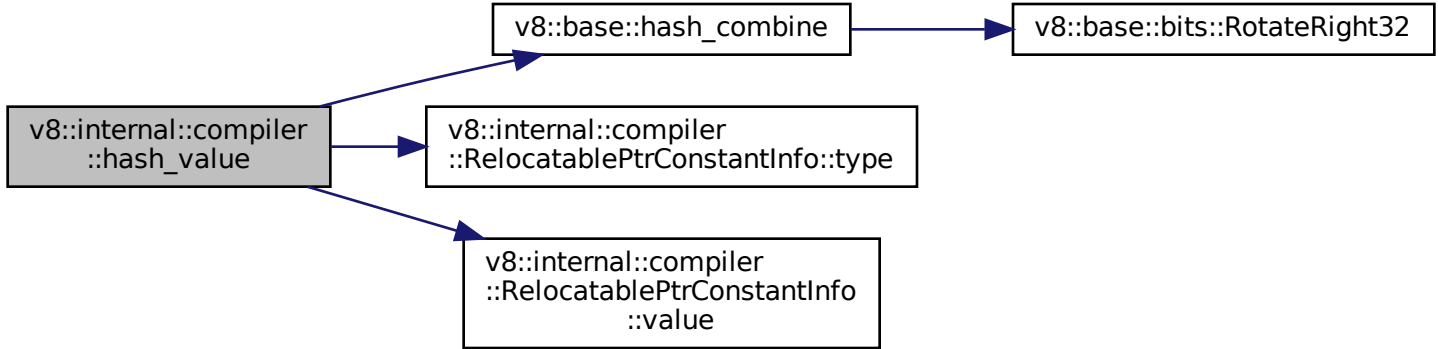 v8::base::hash_combine
v8::base::bits::RotateRight32
v8::internal::compiler
::hash_value
v8::internal::compiler
::RelocatablePtrConstantInfo::type
v8::internal::compiler
::RelocatablePtrConstantInfo
::value